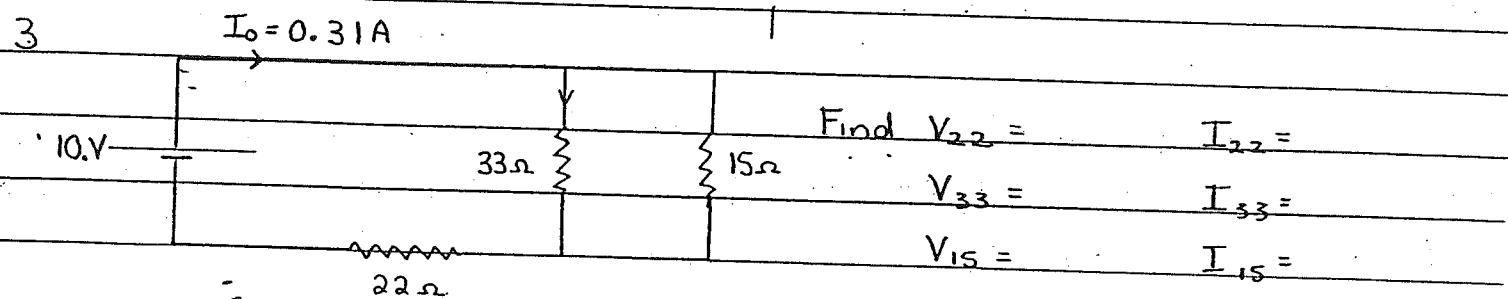 3
I₀ = 0.31A
10.V
33Ω
15Ω
22Ω
Find V₂₂ = I₂₂ =
V₃₃ = I₃₃ =
V₁₅ = I₁₅ =